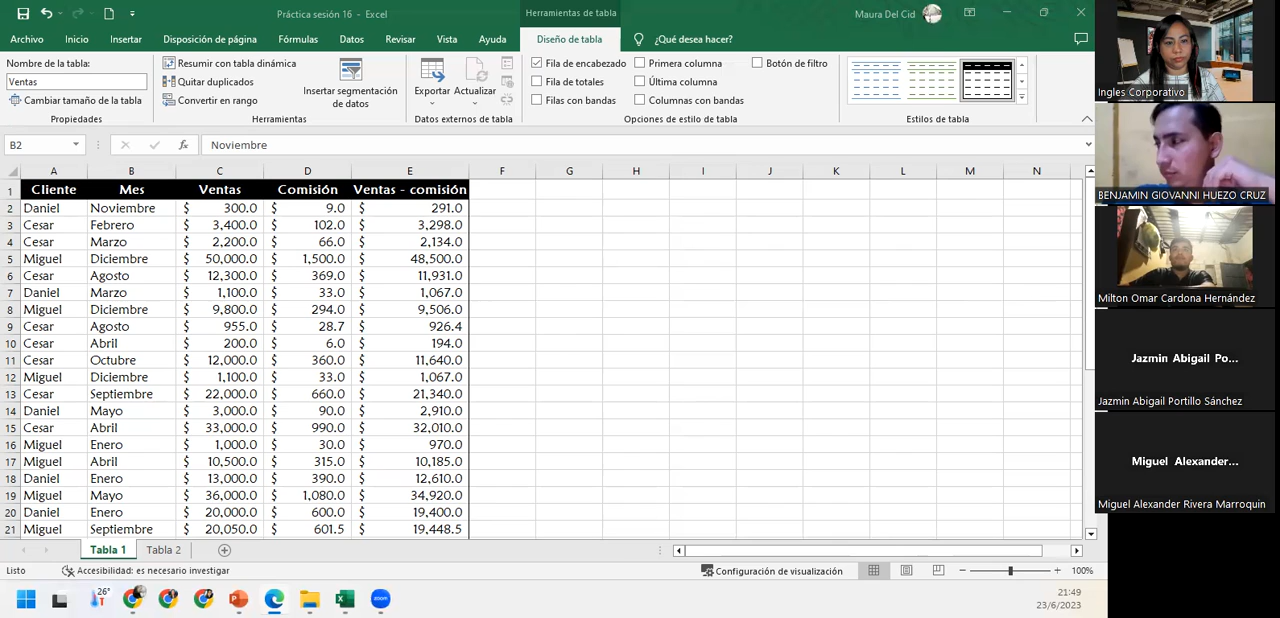 Práctica sesión 16 - Excel
Herramientas de tabla
Maura Del Cid
Archivo Inicio Insertar Disposición de página Fórmulas Datos Revisar Vista Ayuda Diseño de tabla ¿Qué desea hacer?
Nombre de la tabla:
Ventas
Cambiar tamaño de la tabla
Propiedades
Resumir con tabla dinámica
Quitar duplicados
Convertir en rango
Insertar segmentación
de datos
Herramientas
Exportar Actualizar
Datos externos de tabla
Fila de encabezado Primera columna Botón de filtro
Fila de totales Última columna
Filas con bandas Columnas con bandas
Opciones de estilo de tabla
Estilos de tabla
B2 fx Noviembre
A B C D E F G H I J K L M N
1 Cliente Mes Ventas Comisión Ventas - comisión
2 Daniel Noviembre $ 300.0 $ 9.0 $ 291.0
3 Cesar Febrero $ 3,400.0 $ 102.0 $ 3,298.0
4 Cesar Marzo $ 2,200.0 $ 66.0 $ 2,134.0
5 Miguel Diciembre $ 50,000.0 $ 1,500.0 $ 48,500.0
6 Cesar Agosto $ 12,300.0 $ 369.0 $ 11,931.0
7 Daniel Marzo $ 1,100.0 $ 33.0 $ 1,067.0
8 Miguel Diciembre $ 9,800.0 $ 294.0 $ 9,506.0
9 Cesar Agosto $ 955.0 $ 28.7 $ 926.4
10 Cesar Abril $ 200.0 $ 6.0 $ 194.0
11 Cesar Octubre $ 12,000.0 $ 360.0 $ 11,640.0
12 Miguel Diciembre $ 1,100.0 $ 33.0 $ 1,067.0
13 Cesar Septiembre $ 22,000.0 $ 660.0 $ 21,340.0
14 Daniel Mayo $ 3,000.0 $ 90.0 $ 2,910.0
15 Cesar Abril $ 33,000.0 $ 990.0 $ 32,010.0
16 Miguel Enero $ 1,000.0 $ 30.0 $ 970.0
17 Miguel Abril $ 10,500.0 $ 315.0 $ 10,185.0
18 Daniel Enero $ 13,000.0 $ 390.0 $ 12,610.0
19 Miguel Mayo $ 36,000.0 $ 1,080.0 $ 34,920.0
20 Daniel Enero $ 20,000.0 $ 600.0 $ 19,400.0
21 Miguel Septiembre $ 20,050.0 $ 601.5 $ 19,448.5
Tabla 1 Tabla 2
Listo Accesibilidad: es necesario investigar Configuración de visualización 100%
26°
zoom
21:49
23/6/2023
Ingles Corporativo
BENJAMIN GIOVANNI HUEZO CRUZ
Milton Omar Cardona Hernández
Jazmin Abigail Po...
Jazmin Abigail Portillo Sánchez
Miguel Alexander...
Miguel Alexander Rivera Marroquin